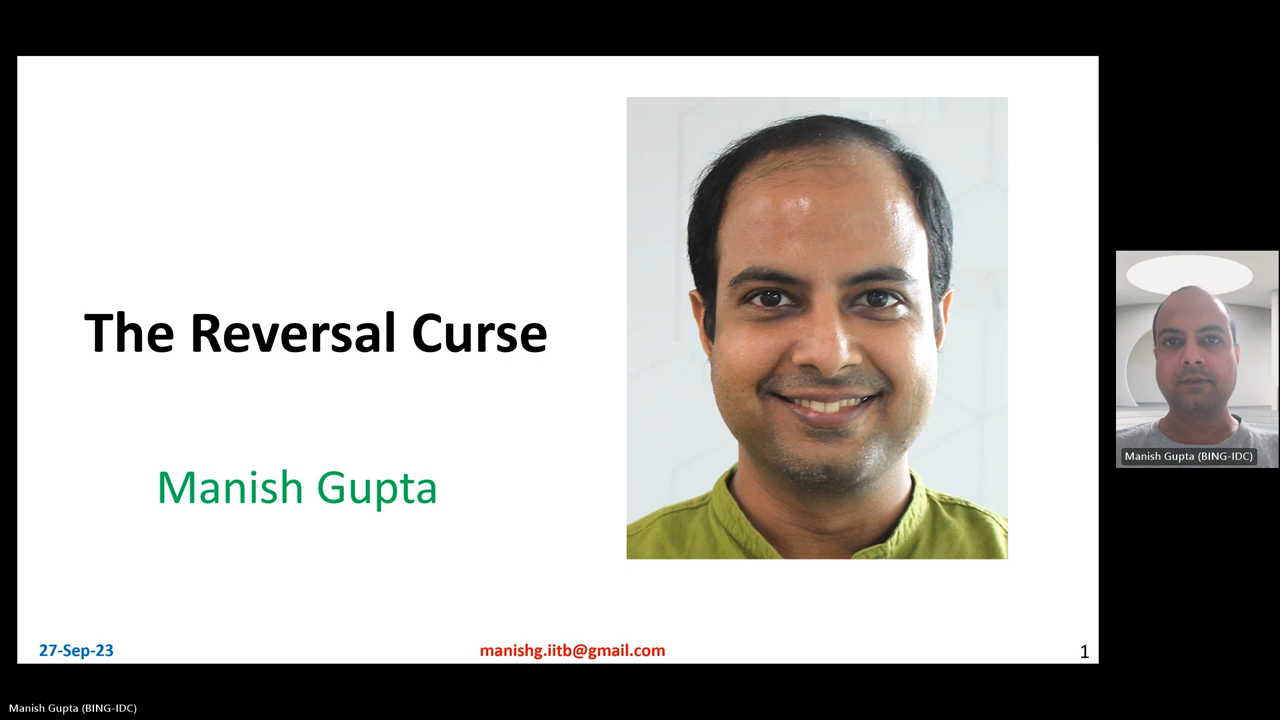 The Reversal Curse
Manish Gupta
27-Sep-23
manishg.iitb@gmail.com
1
Manish Gupta (BING-IDC)
Manish Gupta (BING-IDC)